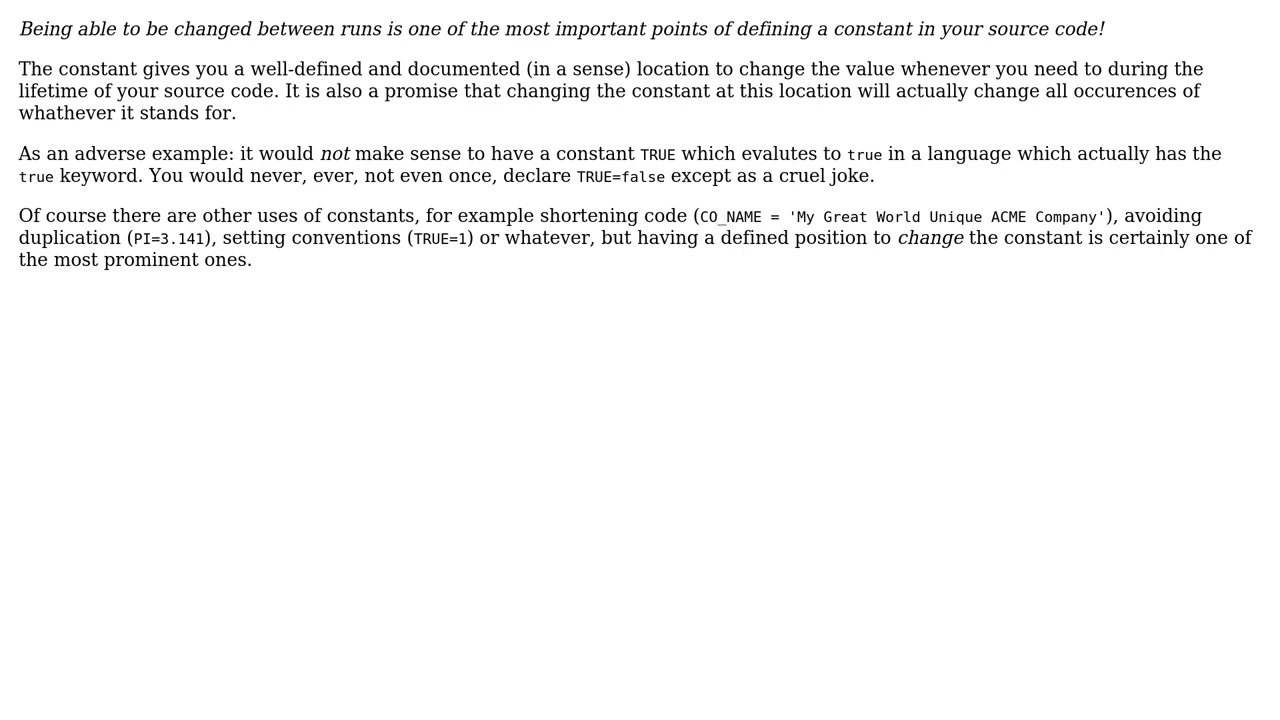 Being able to be changed between runs is one of the most important points of defining a constant in your source code!
The constant gives you a well-defined and documented (in a sense) location to change the value whenever you need to during the
lifetime of your source code. It is also a promise that changing the constant at this location will actually change all occurences of
whathever it stands for.
As an adverse example: it would not make sense to have a constant TRUE which evalutes to true in a language which actually has the
true keyword. You would never, ever, not even once, declare TRUE=false except as a cruel joke.
Of course there are other uses of constants, for example shortening code (CO_NAME = 'My Great World Unique ACME Company'), avoiding
duplication (PI=3.141), setting conventions (TRUE=1) or whatever, but having a defined position to change the constant is certainly one of
the most prominent ones.